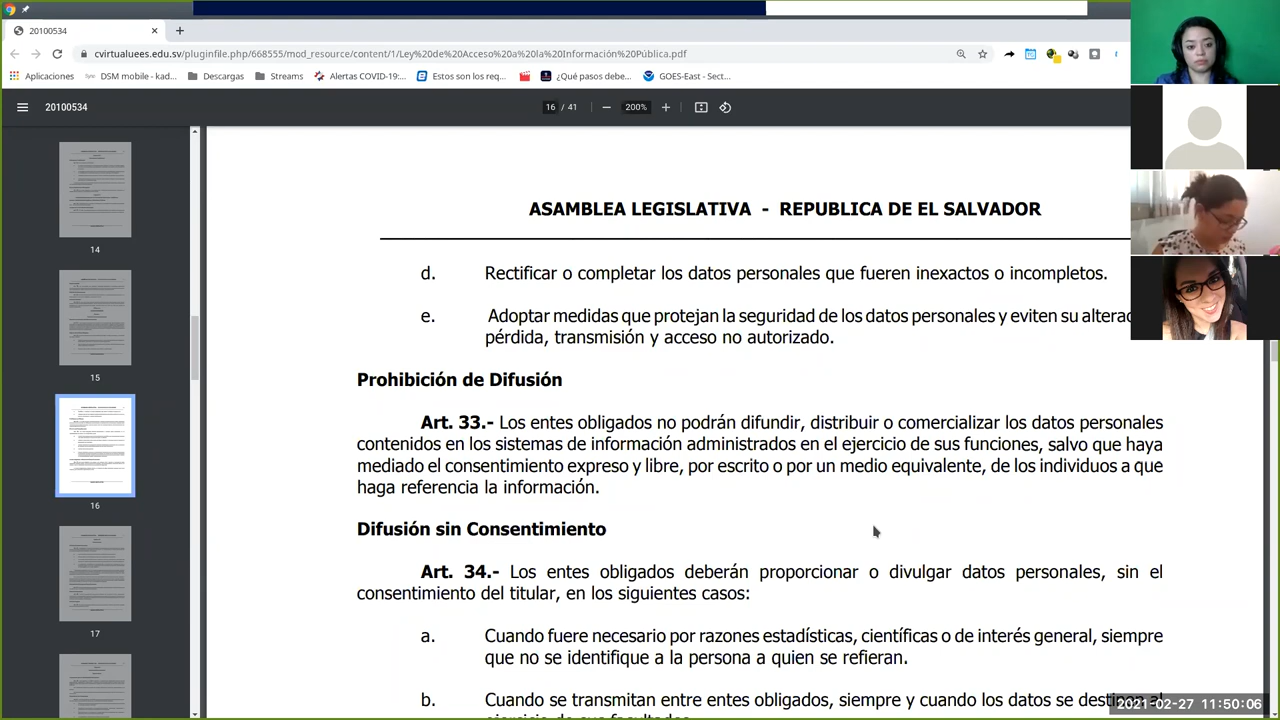 20100534
cvirtualuees.edu.sv/pluginfile.php/668555/mod_resource/content/1/Ley%20de%20Acceso%20a%20la%20Información%20Pública.pdf
Aplicaciones DSM mobile - kad... Descargas Streams Alertas COVID-19:... Estos son los req... ¿Qué pasos debe... GOES-East - Sect...
20100534 16 / 41 200%
14
15
16
17
ASAMBLEA LEGISLATIVA - REPUBLICA DE EL SALVADOR
d. Rectificar o completar los datos personales que fueren inexactos o incompletos.
e. Adoptar medidas que protejan la seguridad de los datos personales y eviten su
pérdida, transmisión y acceso no autorizado.
Prohibición de Difusión
Art. 33.- Los entes obligados no podrán difundir, distribuir o comercializar los datos personales
contenidos en los sistemas de información administrados en el ejercicio de sus funciones, salvo que haya
mediado el consentimiento expreso y libre, por escrito o por un medio equivalente, de los individuos a que
haga referencia la información.
Difusión sin Consentimiento
Art. 34.- Los entes obligados deberán proporcionar o divulgar datos personales, sin el
consentimiento del titular, en los siguientes casos:
a. Cuando fuere necesario por razones estadísticas, científicas o de interés general, siempre
que no se identifique a la persona a quien se refieran.
b. Cuando se transmitan entre entes obligados, siempre y cuando los datos se destinen al
2021-02-27 11:50:06